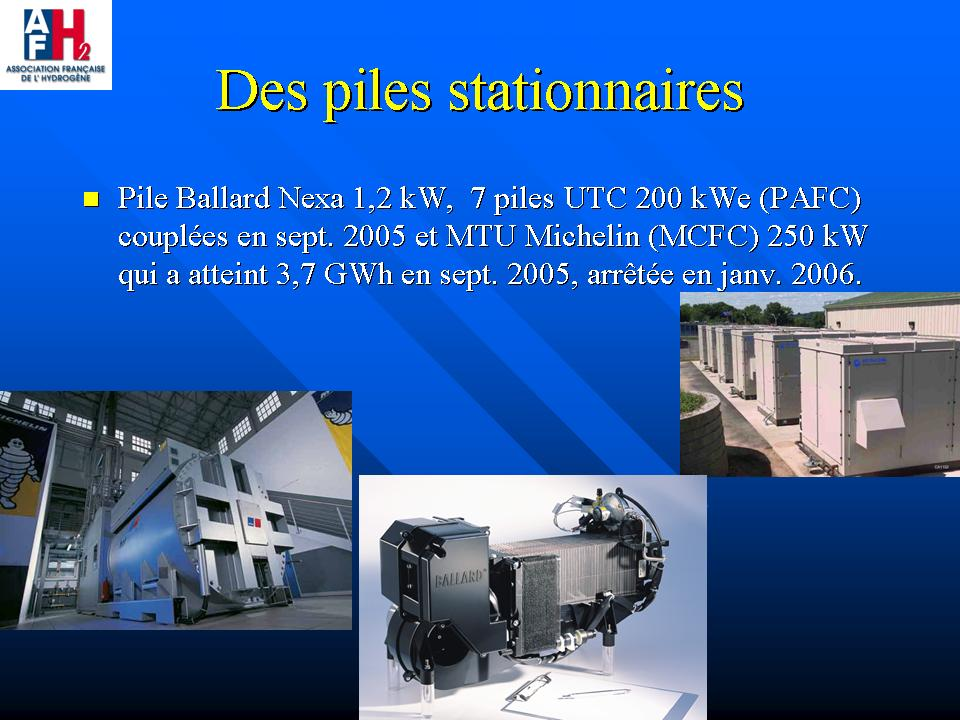 AFH2
ASSOCIATION FRANÇAISE
DE L' HYDROGÈNE
Des piles stationnaires
Pile Ballard Nexa 1,2 kW, 7 piles UTC 200 kWe (PAFC)
couplées en sept. 2005 et MTU Michelin (MCFC) 250 kW
qui a atteint 3,7 GWh en sept. 2005, arrêtée en janv. 2006.
BALLARD